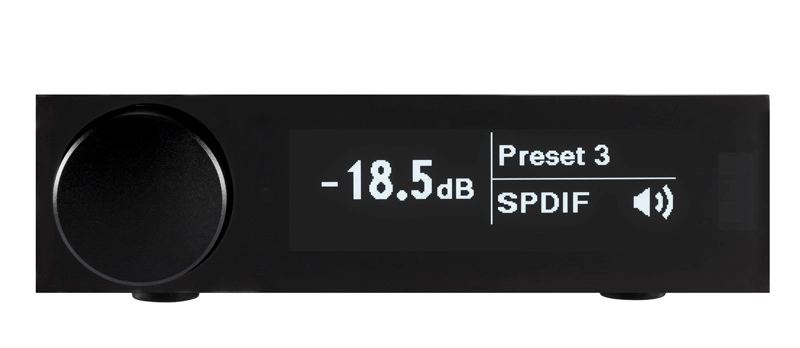 -18.5dB
Preset 3
SPDIF